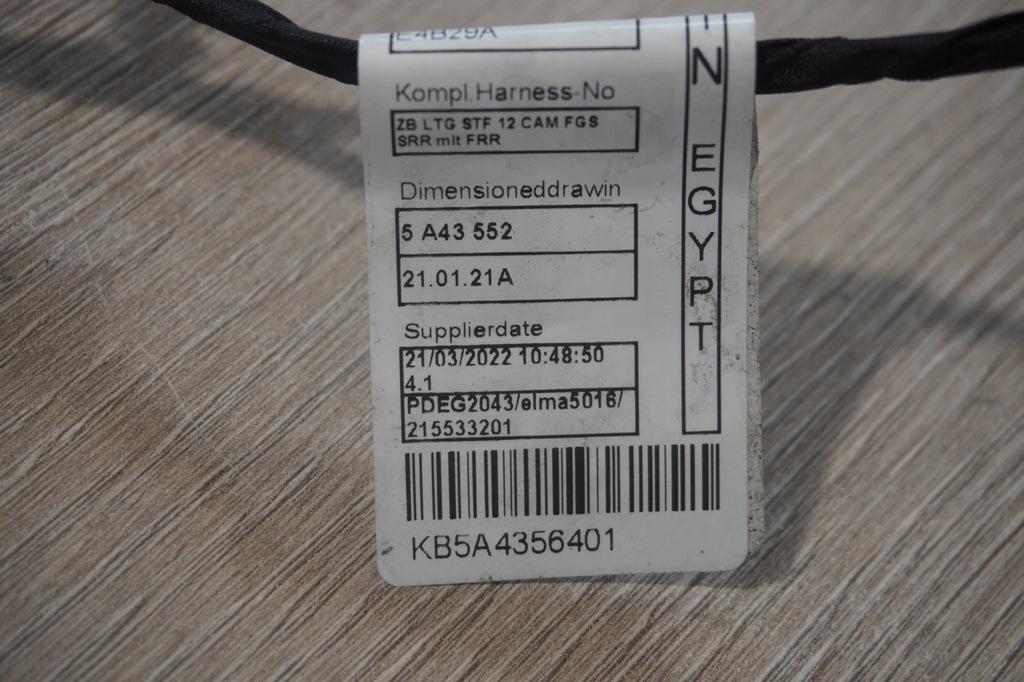 E4B29A
Kompl.Harness-No
ZB LTG STF 12 CAM FGS
SRR mit FRR
Dimensioneddrawin
5 A43 552
21.01.21A
Supplierdate
21/03/2022 10:48:50
4.1
PDEG2043/elma5016/
215533201
KB5A4356401
IN EGYPT